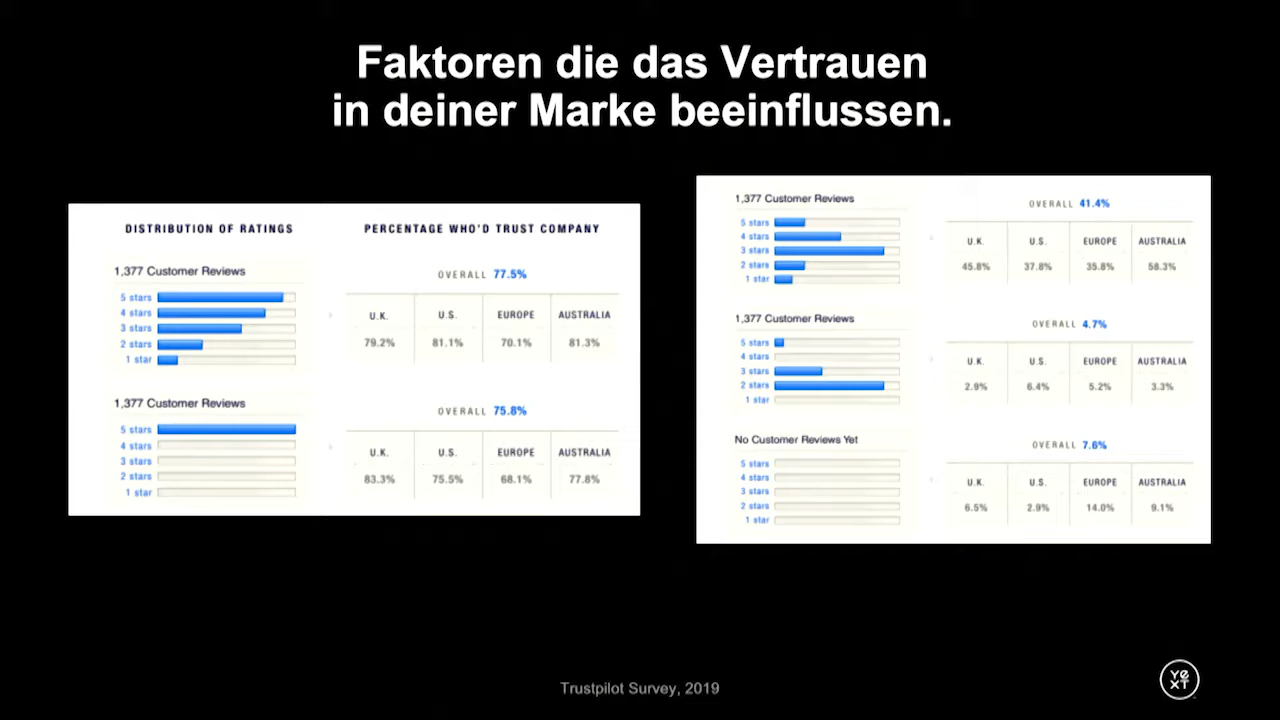 Faktoren die das Vertrauen
in deiner Marke beeinflussen.
DISTRIBUTION OF RATINGS
PERCENTAGE WHO'D TRUST COMPANY
1,377 Customer Reviews
5 stars
4 stars
3 stars
2 stars
1 star
OVERALL 77.5%
U.K. U.S. EUROPE AUSTRALIA
79.2% 81.1% 70.1% 81.3%
1,377 Customer Reviews
5 stars
4 stars
3 stars
2 stars
1 star
OVERALL 75.8%
U.K. U.S. EUROPE AUSTRALIA
83.3% 75.5% 68.1% 77.8%
1,377 Customer Reviews
5 stars
4 stars
3 stars
2 stars
1 star
OVERALL 41.4%
U.K. U.S. EUROPE AUSTRALIA
45.8% 37.8% 35.8% 58.3%
1,377 Customer Reviews
5 stars
4 stars
3 stars
2 stars
1 star
OVERALL 4.7%
U.K. U.S. EUROPE AUSTRALIA
2.9% 6.4% 5.2% 3.3%
No Customer Reviews Yet
5 stars
4 stars
3 stars
2 stars
1 star
OVERALL 7.6%
U.K. U.S. EUROPE AUSTRALIA
6.5% 2.9% 14.0% 9.1%
Trustpilot Survey, 2019
yext